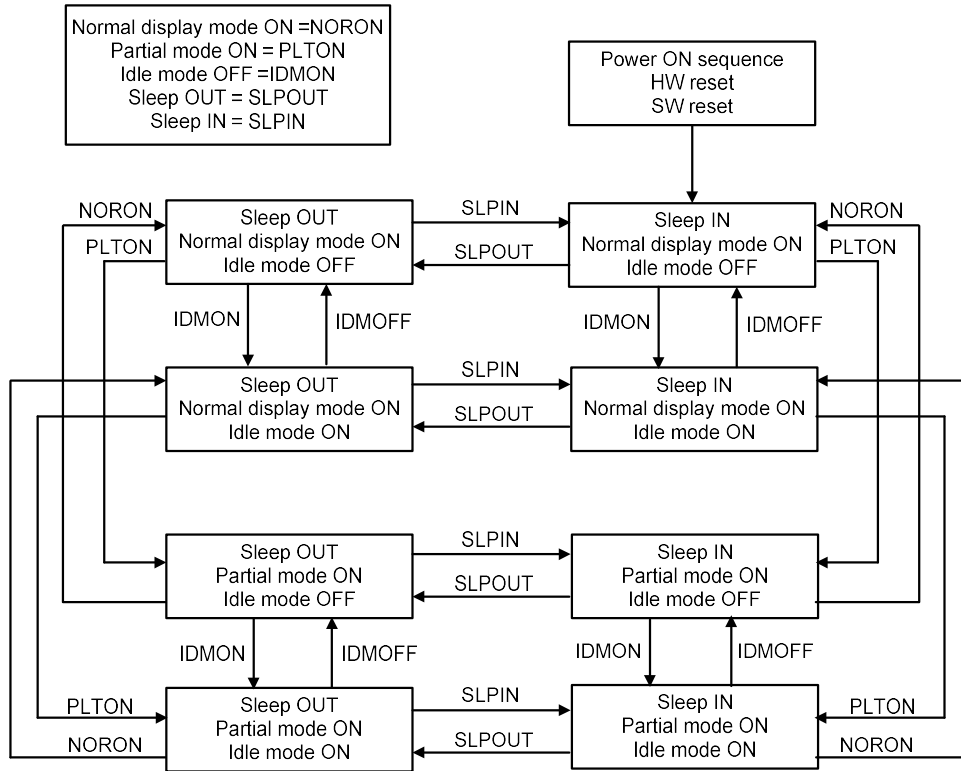 Normal display mode ON =NORON
Partial mode ON = PLTON
Idle mode OFF =IDMON
Sleep OUT = SLPOUT
Sleep IN = SLPIN
Power ON sequence
HW reset
SW reset
NORON
PLTON
Sleep OUT
Normal display mode ON
Idle mode OFF
SLPIN
SLPOUT
Sleep IN
Normal display mode ON
Idle mode OFF
NORON
PLTON
IDMON
IDMOFF
IDMON
IDMOFF
Sleep OUT
Normal display mode ON
Idle mode ON
SLPIN
SLPOUT
Sleep IN
Normal display mode ON
Idle mode ON
Sleep OUT
Partial mode ON
Idle mode OFF
SLPIN
SLPOUT
Sleep IN
Partial mode ON
Idle mode OFF
IDMON
IDMOFF
IDMON
IDMOFF
PLTON
NORON
Sleep OUT
Partial mode ON
Idle mode ON
SLPIN
SLPOUT
Sleep IN
Partial mode ON
Idle mode ON
PLTON
NORON